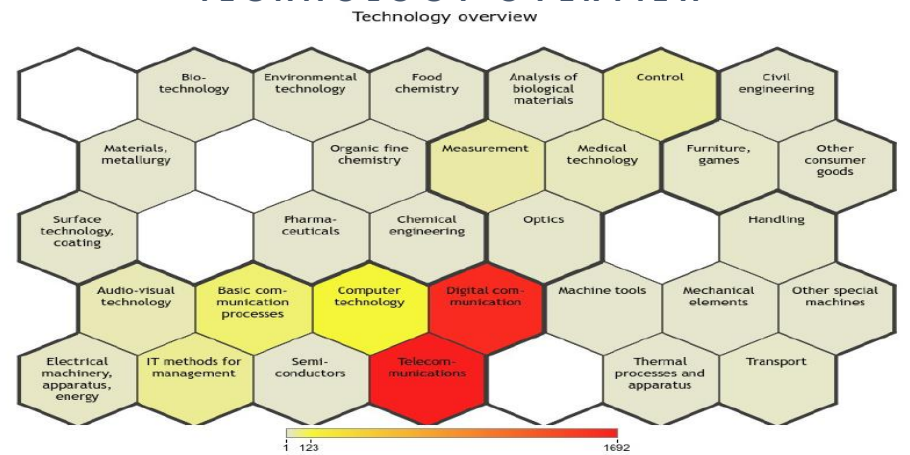 TECHNOLOGY OVERVIEW
Technology overview
Bio-
technology
Environmental
technology
Food
chemistry
Analysis of
biological
materials
Control
Civil
engineering
Materials,
metallurgy
Organic fine
chemistry
Measurement
Medical
technology
Furniture,
games
Other
consumer
goods
Surface
technology,
coating
Pharma-
ceuticals
Chemical
engineering
Optics
Handling
Audio-visual
technology
Basic com-
munication
processes
Computer
technology
Digital com-
munication
Machine tools
Mechanical
elements
Other special
machines
Electrical
machinery,
apparatus,
energy
IT methods for
management
Semi-
conductors
Telecom-
munications
Thermal
processes and
apparatus
Transport
1 123 1692